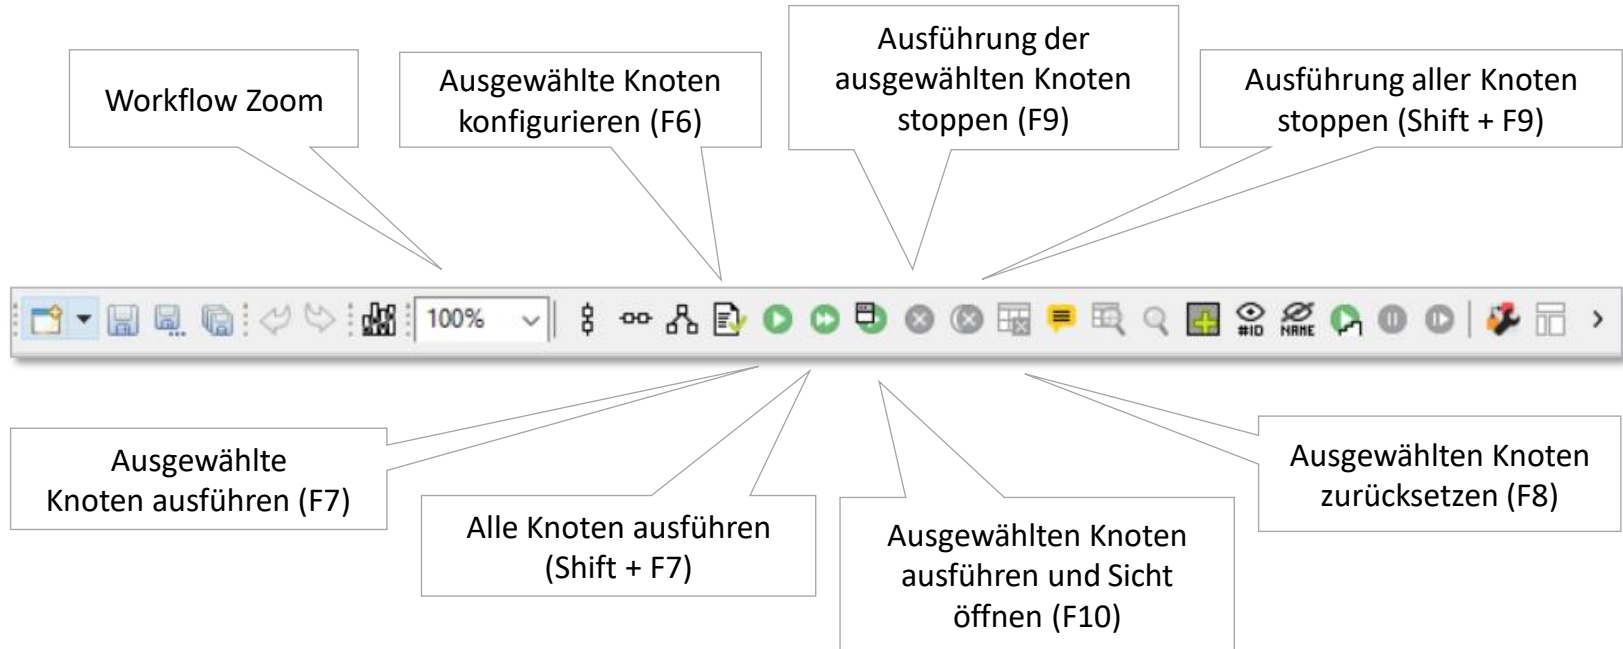 Workflow Zoom
Ausgewählte Knoten
konfigurieren (F6)
Ausführung der
ausgewählten Knoten
stoppen (F9)
Ausführung aller Knoten
stoppen (Shift + F9)
100%
#ID
NAME
Ausgewählte
Knoten ausführen (F7)
Alle Knoten ausführen
(Shift + F7)
Ausgewählten Knoten
ausführen und Sicht
öffnen (F10)
Ausgewählten Knoten
zurücksetzen (F8)